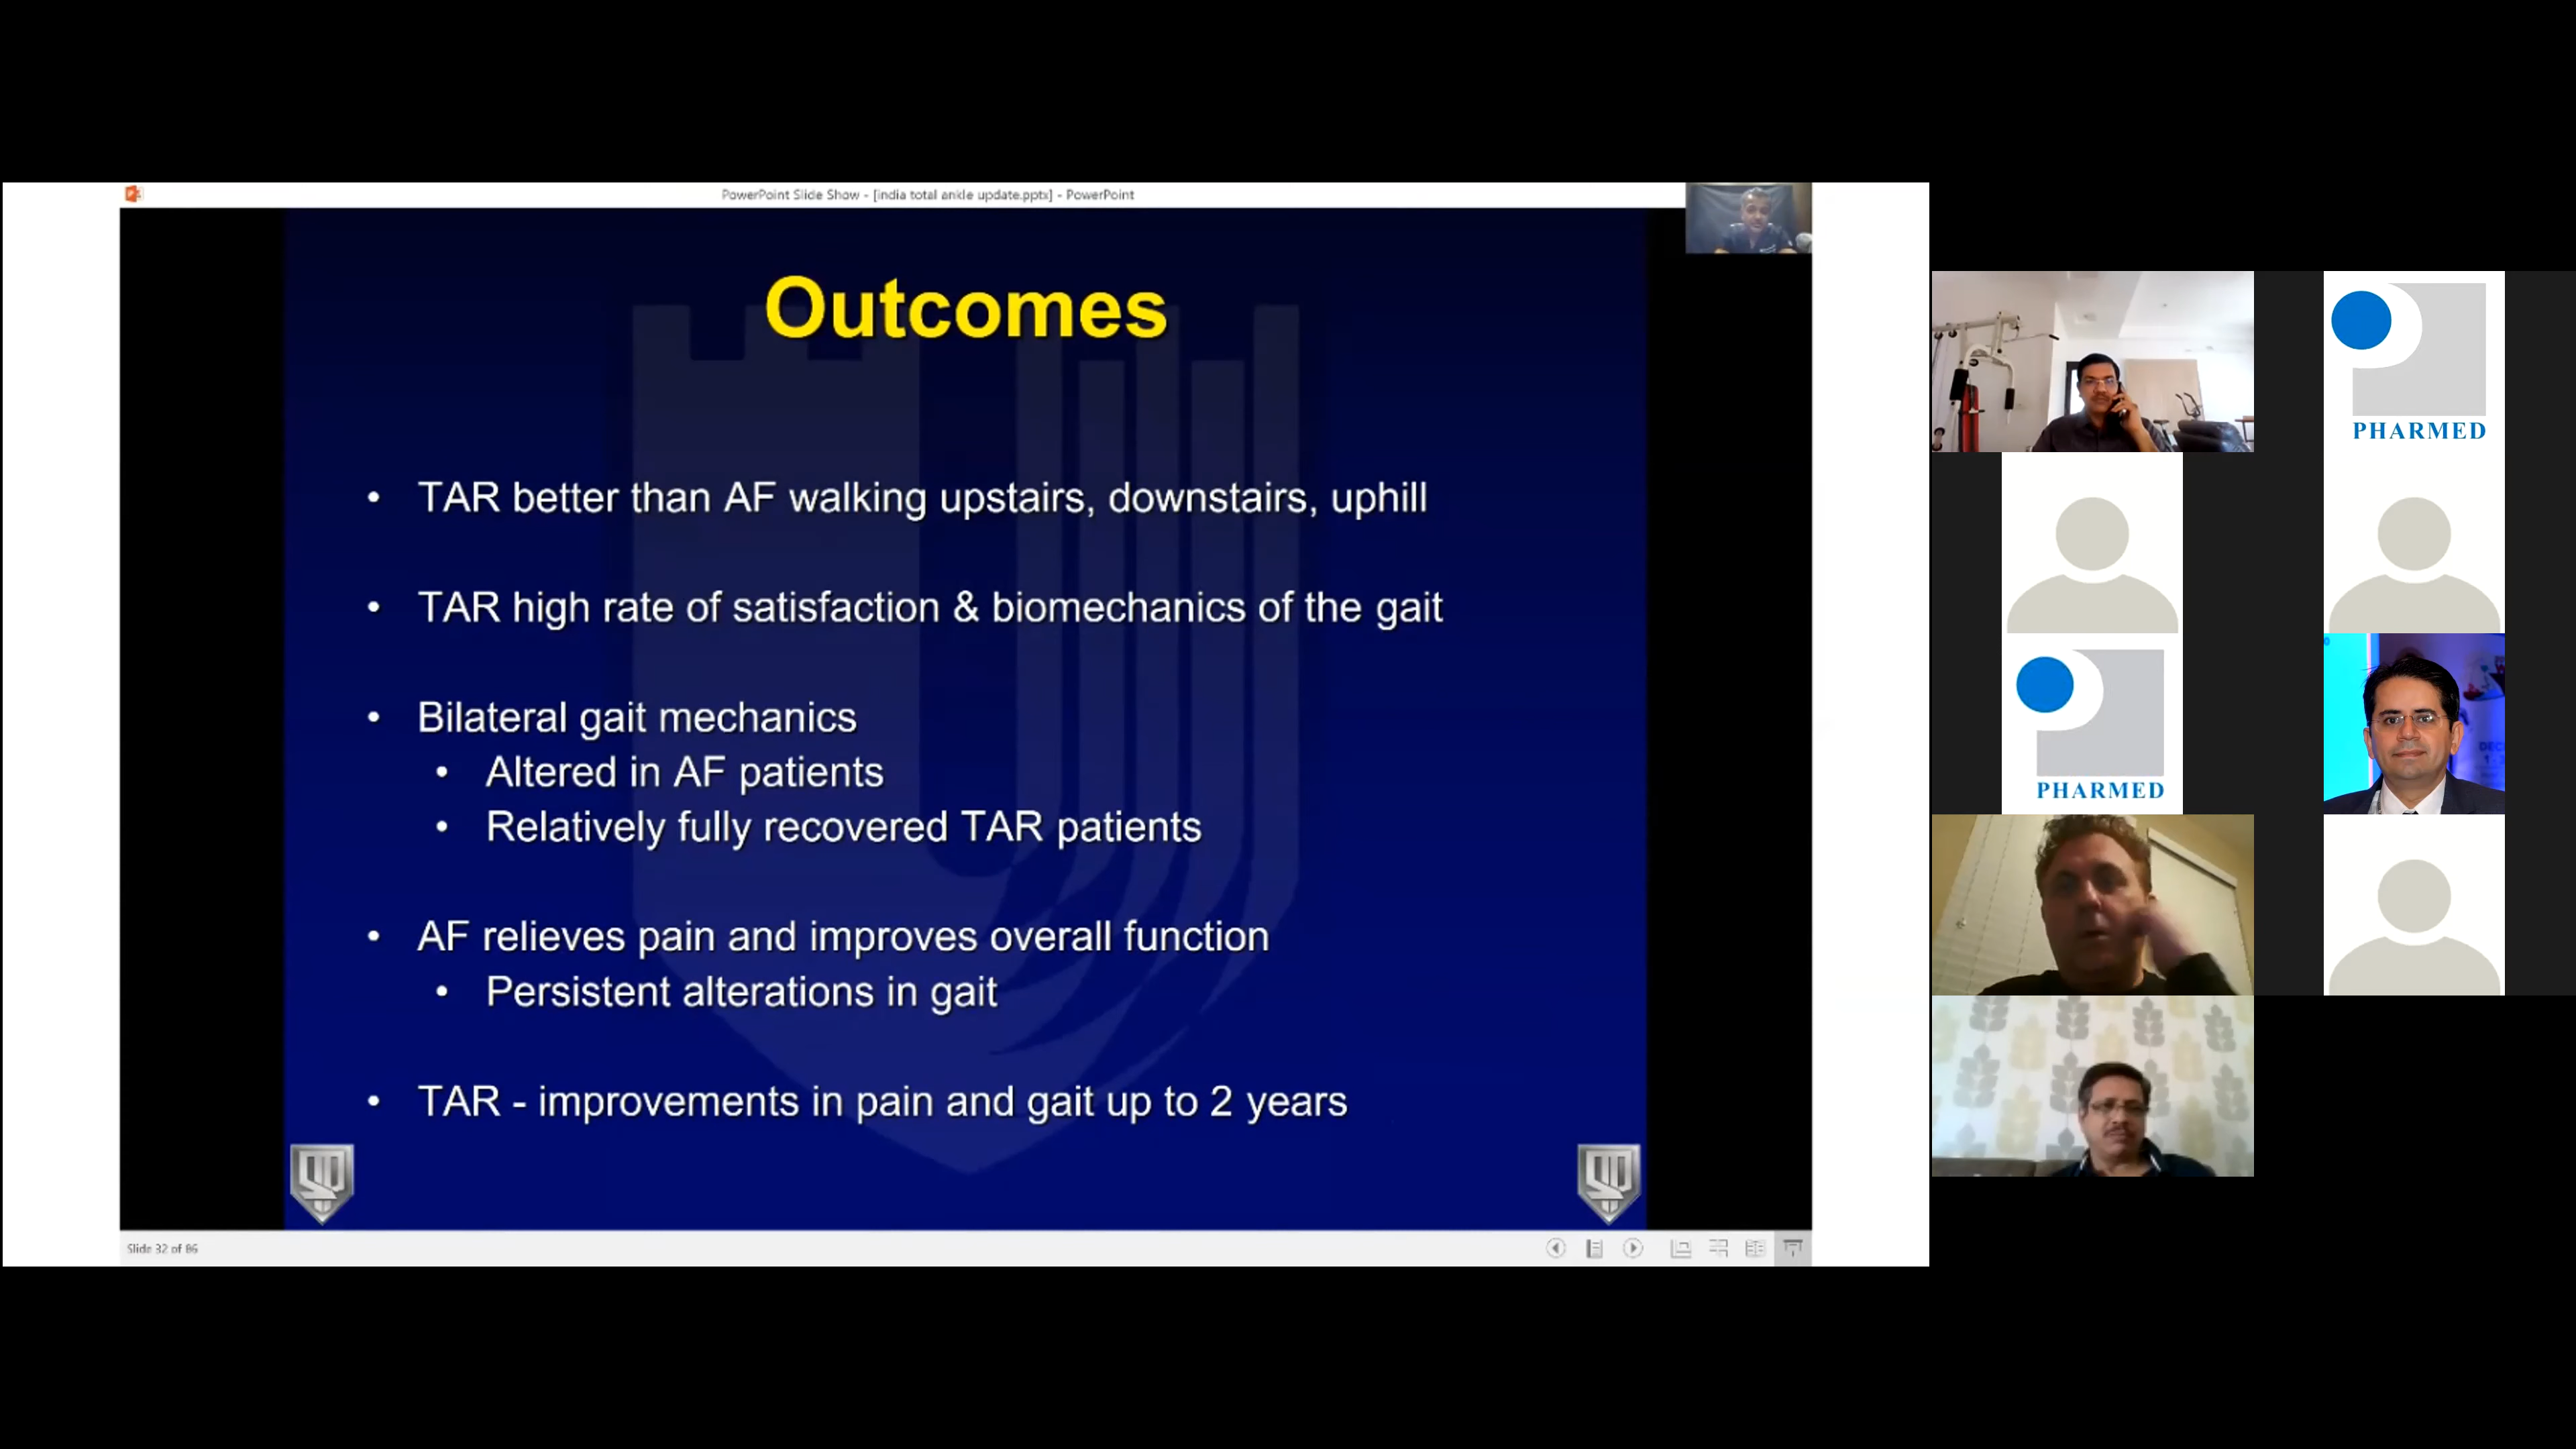 PowerPoint Slide Show - [india total ankle update.pptx] - PowerPoint
Outcomes
• TAR better than AF walking upstairs, downstairs, uphill
• TAR high rate of satisfaction & biomechanics of the gait
• Bilateral gait mechanics
• Altered in AF patients
• Relatively fully recovered TAR patients
• AF relieves pain and improves overall function
• Persistent alterations in gait
• TAR - improvements in pain and gait up to 2 years
Slide 32 of 86
PHARMED
PHARMED